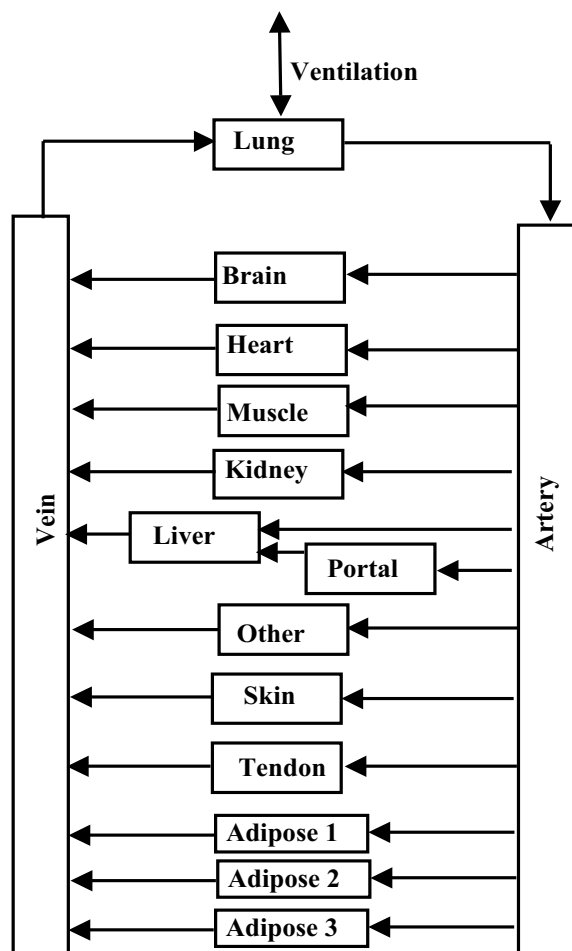 Ventilation
Lung
Brain
Heart
Muscle
Kidney
Liver
Portal
Other
Skin
Tendon
Adipose 1
Adipose 2
Adipose 3
Vein
Artery